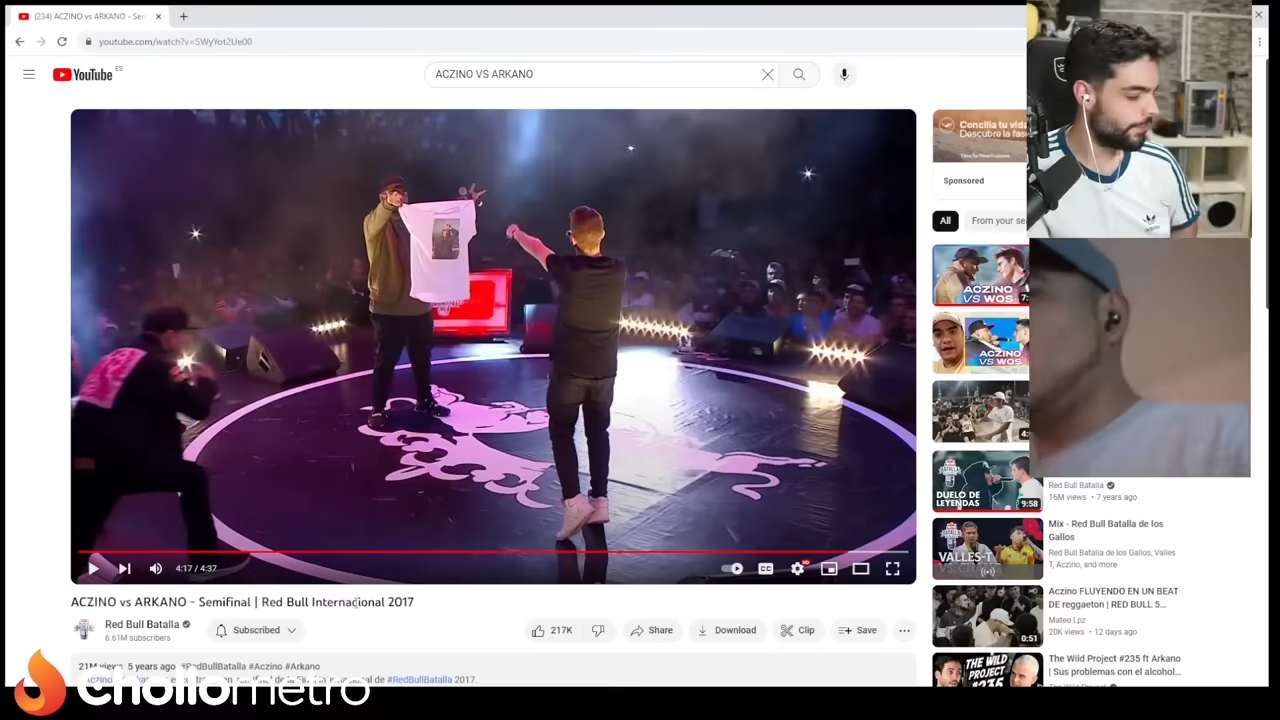 (234) ACZINO vs ARKANO - Sem
youtube.com/watch?v=SWyYot2Ue00
YouTube ES
ACZINO VS ARKANO
Concilia tu vida
Descubre la
Sponsored
All
From your
ACZINO
VS WOS
ACZINO
VS WOS
DUELO DE
LEYENDAS
9:58
Red Bull Batalla
16M views • 7 years ago
VALLES-T
Mix - Red Bull Batalla de los
Gallos
Red Bull Batalla de los Gallos, Valles
T, Aczino, and more
0:51
Aczino FLUYENDO EN UN BEAT
DE reggaeton | RED BULL 5...
Mateo Lpz
20K views • 12 days ago
THE WILD
PROJECT
#235
The Wild Project #235 ft Arkano
| Sus problemas con el alcohol...
4:17 / 4:37
HD
ACZINO vs ARKANO - Semifinal | Red Bull Internacional 2017
Red Bull Batalla
6.61M subscribers
Subscribed
217K
Share
Download
Clip
Save
21M views 5 years ago #RedBullBatalla #Aczino #Arkano
#RedBullBatalla 2017.
chollometro